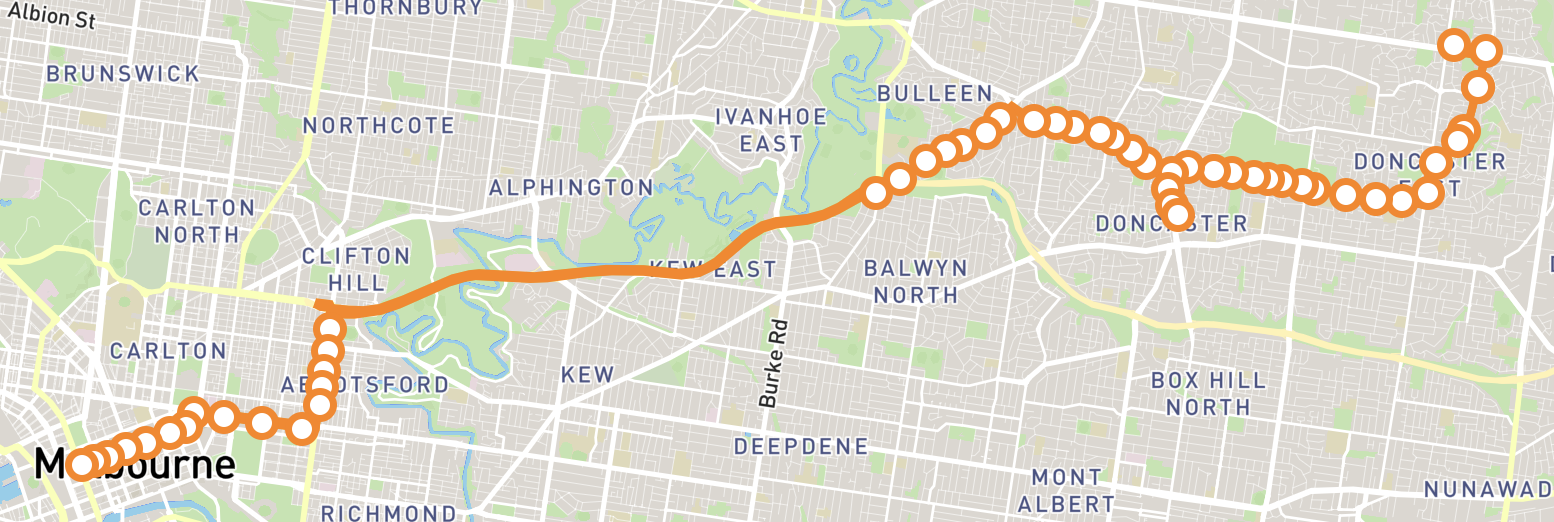 THORNBURY
Albion St
BRUNSWICK
BULLEEN
NORTHCOTE
IVANHOE
EAST
DONCASTER
EAST
ALPHINGTON
CARLTON
NORTH
DONCASTER
CLIFTON
HILL
KEW EAST
BALWYN
NORTH
CARLTON
Burke Rd
ABBOTSFORD
KEW
BOX HILL
NORTH
DEEPDENE
Melbourne
MONT
ALBERT
NUNAWAD
RICHMOND